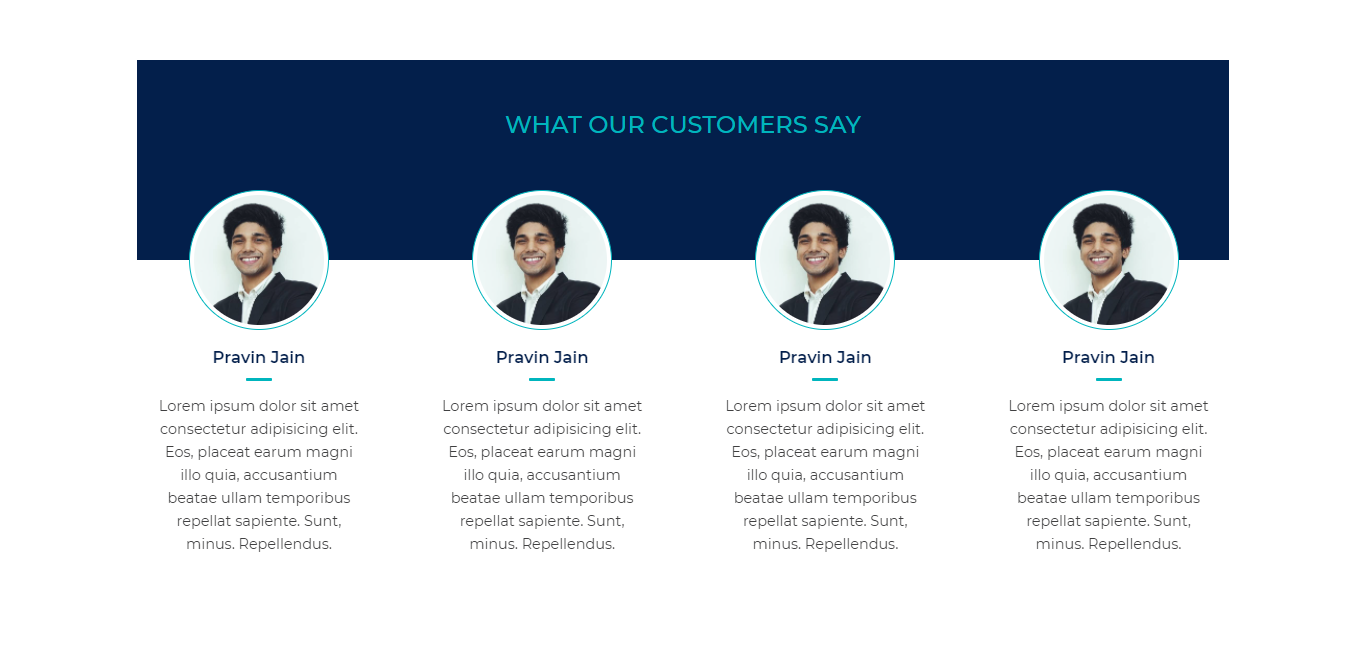 WHAT OUR CUSTOMERS SAY
Pravin Jain
Lorem ipsum dolor sit amet
consectetur adipisicing elit.
Eos, placeat earum magni
illo quia, accusantium
beatae ullam temporibus
repellat sapiente. Sunt,
minus. Repellendus.
Pravin Jain
Lorem ipsum dolor sit amet
consectetur adipisicing elit.
Eos, placeat earum magni
illo quia, accusantium
beatae ullam temporibus
repellat sapiente. Sunt,
minus. Repellendus.
Pravin Jain
Lorem ipsum dolor sit amet
consectetur adipisicing elit.
Eos, placeat earum magni
illo quia, accusantium
beatae ullam temporibus
repellat sapiente. Sunt,
minus. Repellendus.
Pravin Jain
Lorem ipsum dolor sit amet
consectetur adipisicing elit.
Eos, placeat earum magni
illo quia, accusantium
beatae ullam temporibus
repellat sapiente. Sunt,
minus. Repellendus.